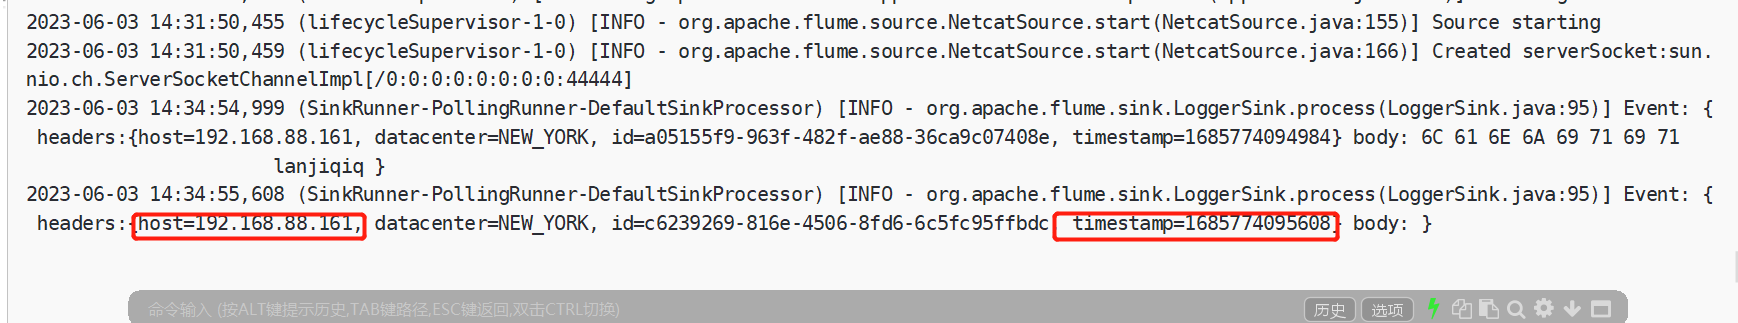 2023-06-03 14:31:50,455 (lifecycleSupervisor-1-0) [INFO - org.apache.flume.source.NetcatSource.start(NetcatSource.java:155)] Source starting
2023-06-03 14:31:50,459 (lifecycleSupervisor-1-0) [INFO - org.apache.flume.source.NetcatSource.start(NetcatSource.java:166)] Created serverSocket:sun.
nio.ch.ServerSocketChannelImpl[/0:0:0:0:0:0:0:0:44444]
2023-06-03 14:34:54,999 (SinkRunner-PollingRunner-DefaultSinkProcessor) [INFO - org.apache.flume.sink.LoggerSink.process(LoggerSink.java:95)] Event: {
headers:{host=192.168.88.161, datacenter=NEW_YORK, id=a05155f9-963f-482f-ae88-36ca9c07408e, timestamp=1685774094984} body: 6C 61 6E 6A 69 71 69 71
lanjiqiq }
2023-06-03 14:34:55,608 (SinkRunner-PollingRunner-DefaultSinkProcessor) [INFO - org.apache.flume.sink.LoggerSink.process(LoggerSink.java:95)] Event: {
headers:{host=192.168.88.161, datacenter=NEW_YORK, id=c6239269-816e-4506-8fd6-6c5fc95ffbdc, timestamp=1685774095608} body: }
命令输入 (按ALT键提示历史,TAB键路径,ESC键返回,双击CTRL切换) 历史 选项